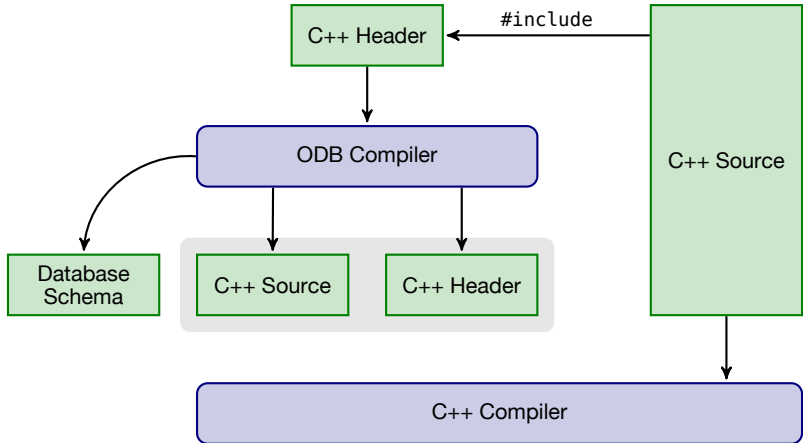 C++ Header
#include
C++ Source
ODB Compiler
Database
Schema
C++ Source
C++ Header
C++ Compiler